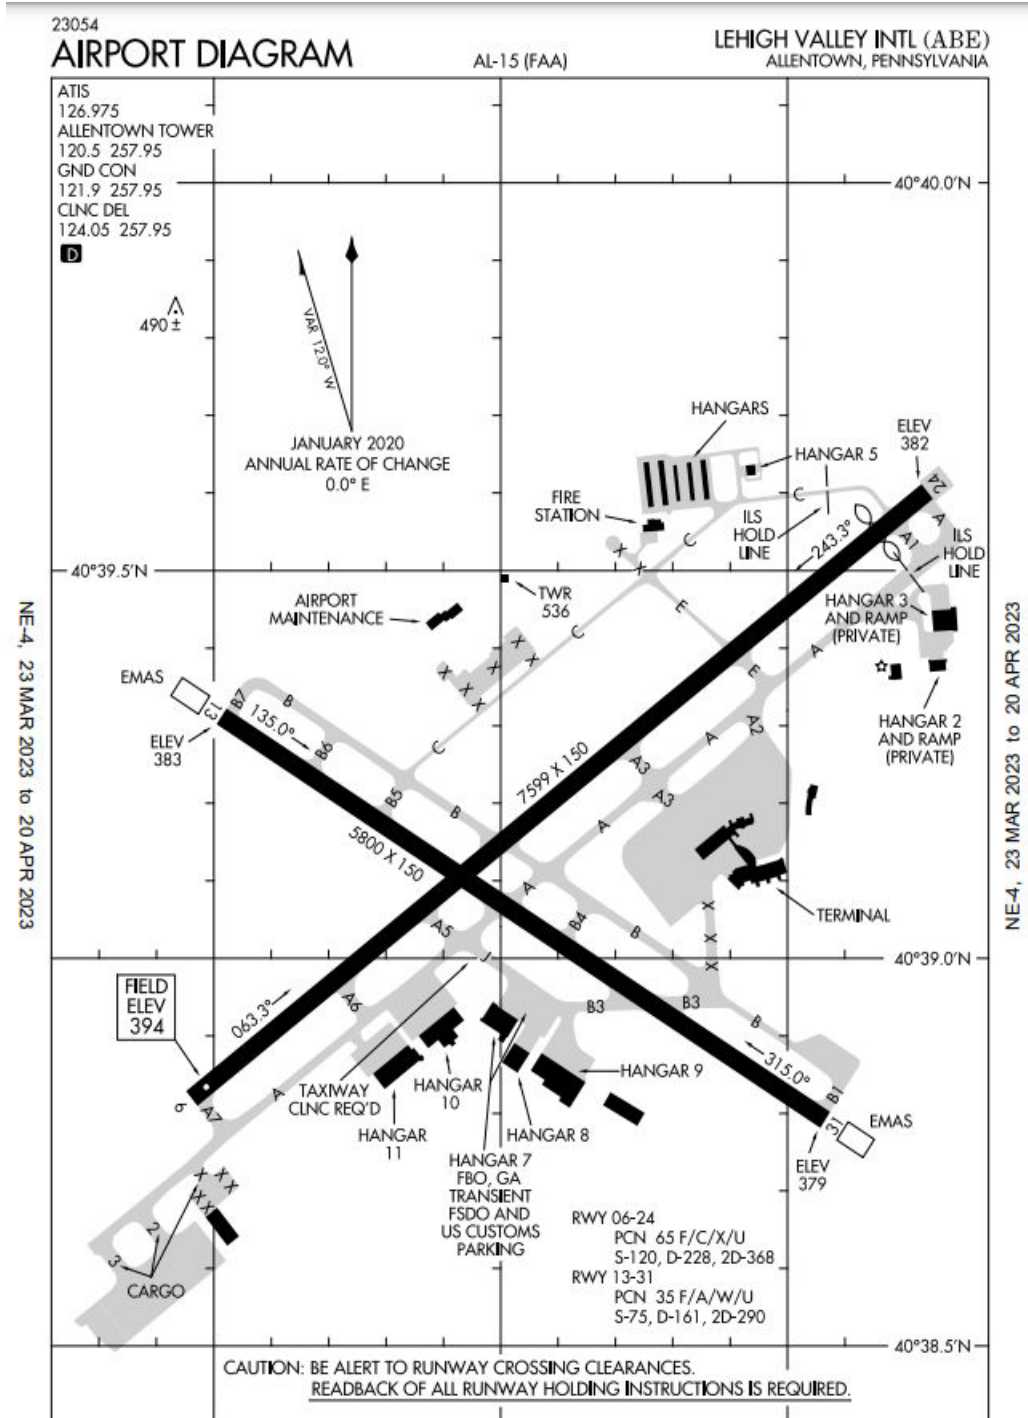 23054
AIRPORT DIAGRAM
AL-15 (FAA)
LEHIGH VALLEY INTL (ABE)
ALLENTOWN, PENNSYLVANIA
ATIS
126.975
ALLENTOWN TOWER
120.5 257.95
GND CON
121.9 257.95
CLNC DEL
124.05 257.95
D
40°40.0'N
490 ±
VAR 12.0° W
JANUARY 2020
ANNUAL RATE OF CHANGE
0.0° E
HANGARS
HANGAR 5
ELEV
382
24
FIRE
STATION
C
ILS
HOLD
LINE
A
A1
ILS
HOLD
LINE
C
243.3°
X
X
40°39.5'N
TWR
536
AIRPORT
MAINTENANCE
E
C
HANGAR 3
AND RAMP
(PRIVATE)
A
X
X
X
X
X
X
X
E
EMAS
13
B7
B
135.0°
B6
ELEV
383
C
HANGAR 2
AND RAMP
(PRIVATE)
A2
A
A3
A3
7599 X 150
B5
B
A
5800 X 150
A
TERMINAL
A5
B4
B
X
X
X
J
40°39.0'N
FIELD
ELEV
394
063.3°
A6
B3
B3
B
315.0°
HANGAR 9
TAXIWAY
CLNC REQ'D
HANGAR
10
A
6
A7
HANGAR
11
HANGAR 8
B1
31
EMAS
ELEV
379
HANGAR 7
FBO, GA
TRANSIENT
FSDO AND
US CUSTOMS
PARKING
X
X
X
X
X
2
3
CARGO
RWY 06-24
PCN 65 F/C/X/U
S-120, D-228, 2D-368
RWY 13-31
PCN 35 F/A/W/U
S-75, D-161, 2D-290
40°38.5'N
CAUTION: BE ALERT TO RUNWAY CROSSING CLEARANCES.
READBACK OF ALL RUNWAY HOLDING INSTRUCTIONS IS REQUIRED.
NE-4, 23 MAR 2023 to 20 APR 2023
NE-4, 23 MAR 2023 to 20 APR 2023